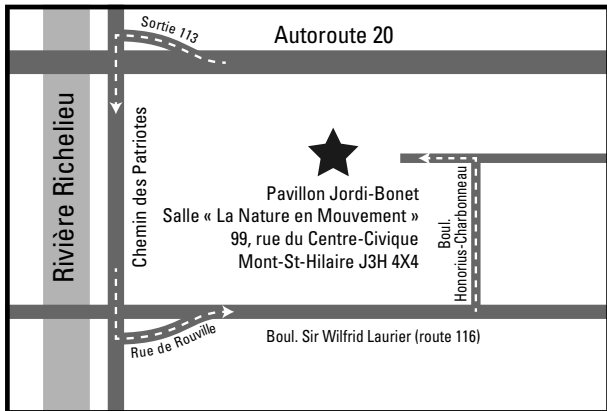 Sortie 113
Autoroute 20
Rivière Richelieu
Chemin des Patriotes
Pavillon Jordi-Bonet
Salle « La Nature en Mouvement »
99, rue du Centre-Civique
Mont-St-Hilaire J3H 4X4
Boul.
Honorius-Charbonneau
Rue de Rouville
Boul. Sir Wilfrid Laurier (route 116)